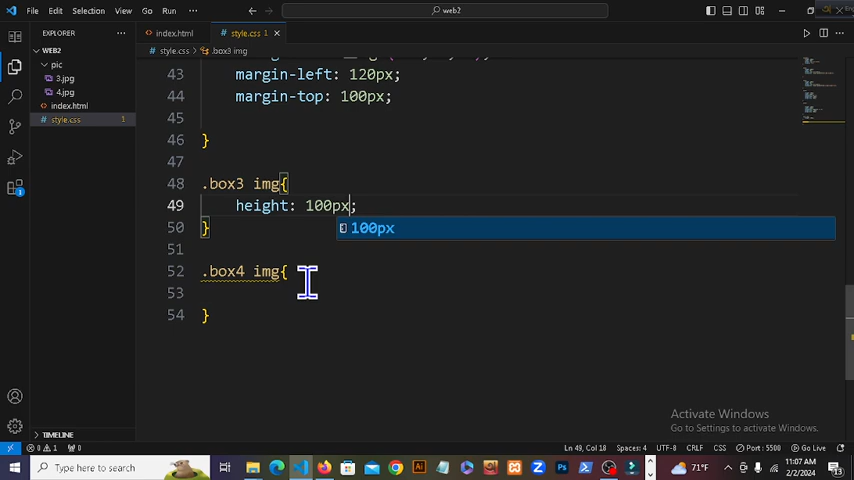 File Edit Selection View Go Run ···
web2
EXPLORER ···
index.html
style.css 1
WEB2
style.css > .box3 img
pic
3.jpg
4.jpg
index.html
style.css 1
43 margin-left: 120px;
44 margin-top: 100px;
45
46 }
47
48 .box3 img{
49 height: 100px;
50 }
100px
51
52 .box4 img{
53
54 }
1
Activate Windows
Go to Settings to activate Windows.
TIMELINE
0 1 0
Ln 49, Col 18 Spaces: 4 UTF-8 CRLF CSS Port : 5500 Go Live
Type here to search
71°F
11:07 AM
2/2/2024
13